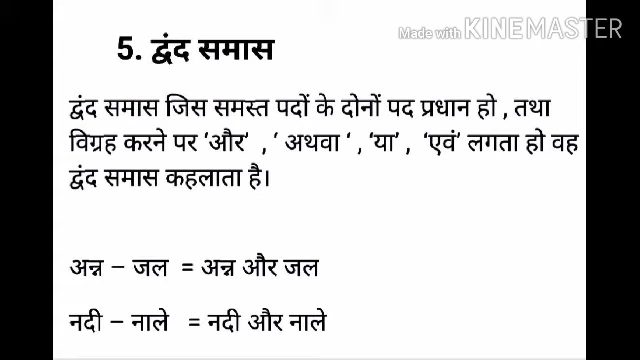 Made with KINEMASTER
5. द्वंद समास
द्वंद समास जिस समस्त पदों के दोनों पद प्रधान हो , तथा
विग्रह करने पर ‘और’ , ‘ अथवा ‘ , ‘या’ , ‘एवं’ लगता हो वह
द्वंद समास कहलाता है।
अन्न – जल = अन्न और जल
नदी – नाले = नदी और नाले